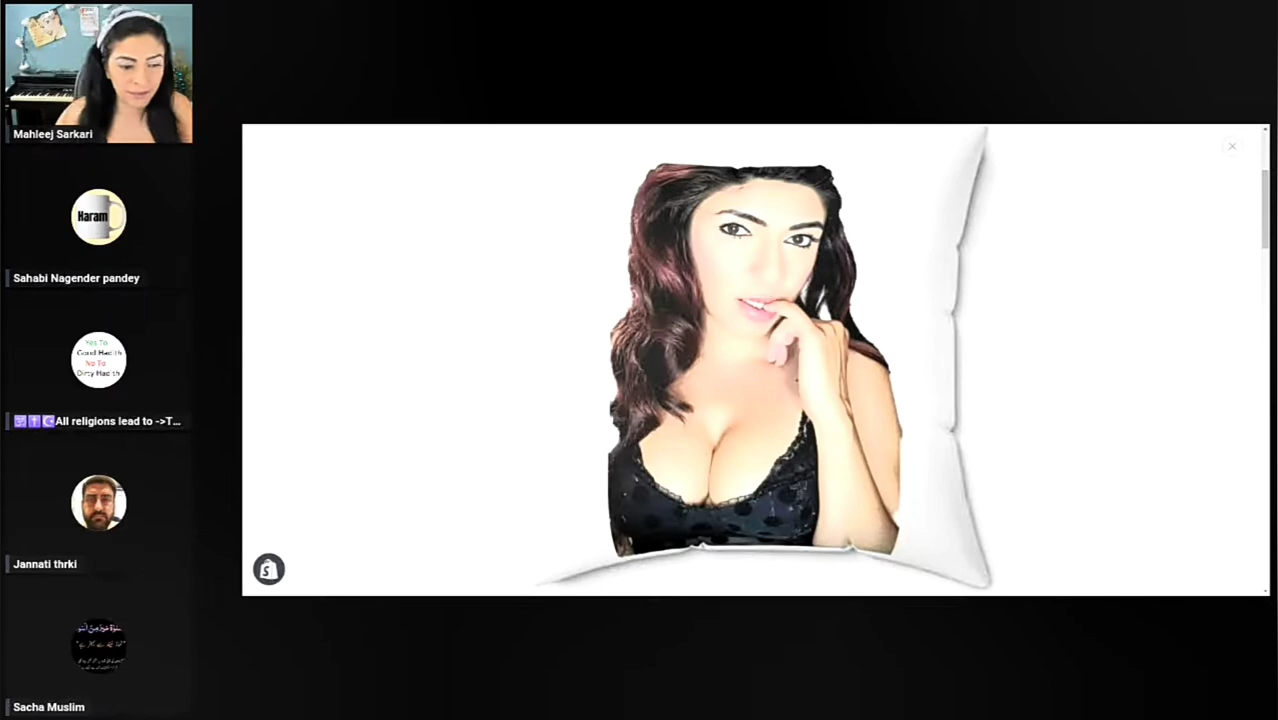 Mahleej Sarkari
Haram
Sahabi Nagender pandey
Yes To
Good Hadith
No To
Dirty Hadith
All religions lead to ->T...
Jannati thrki
Sacha Muslim